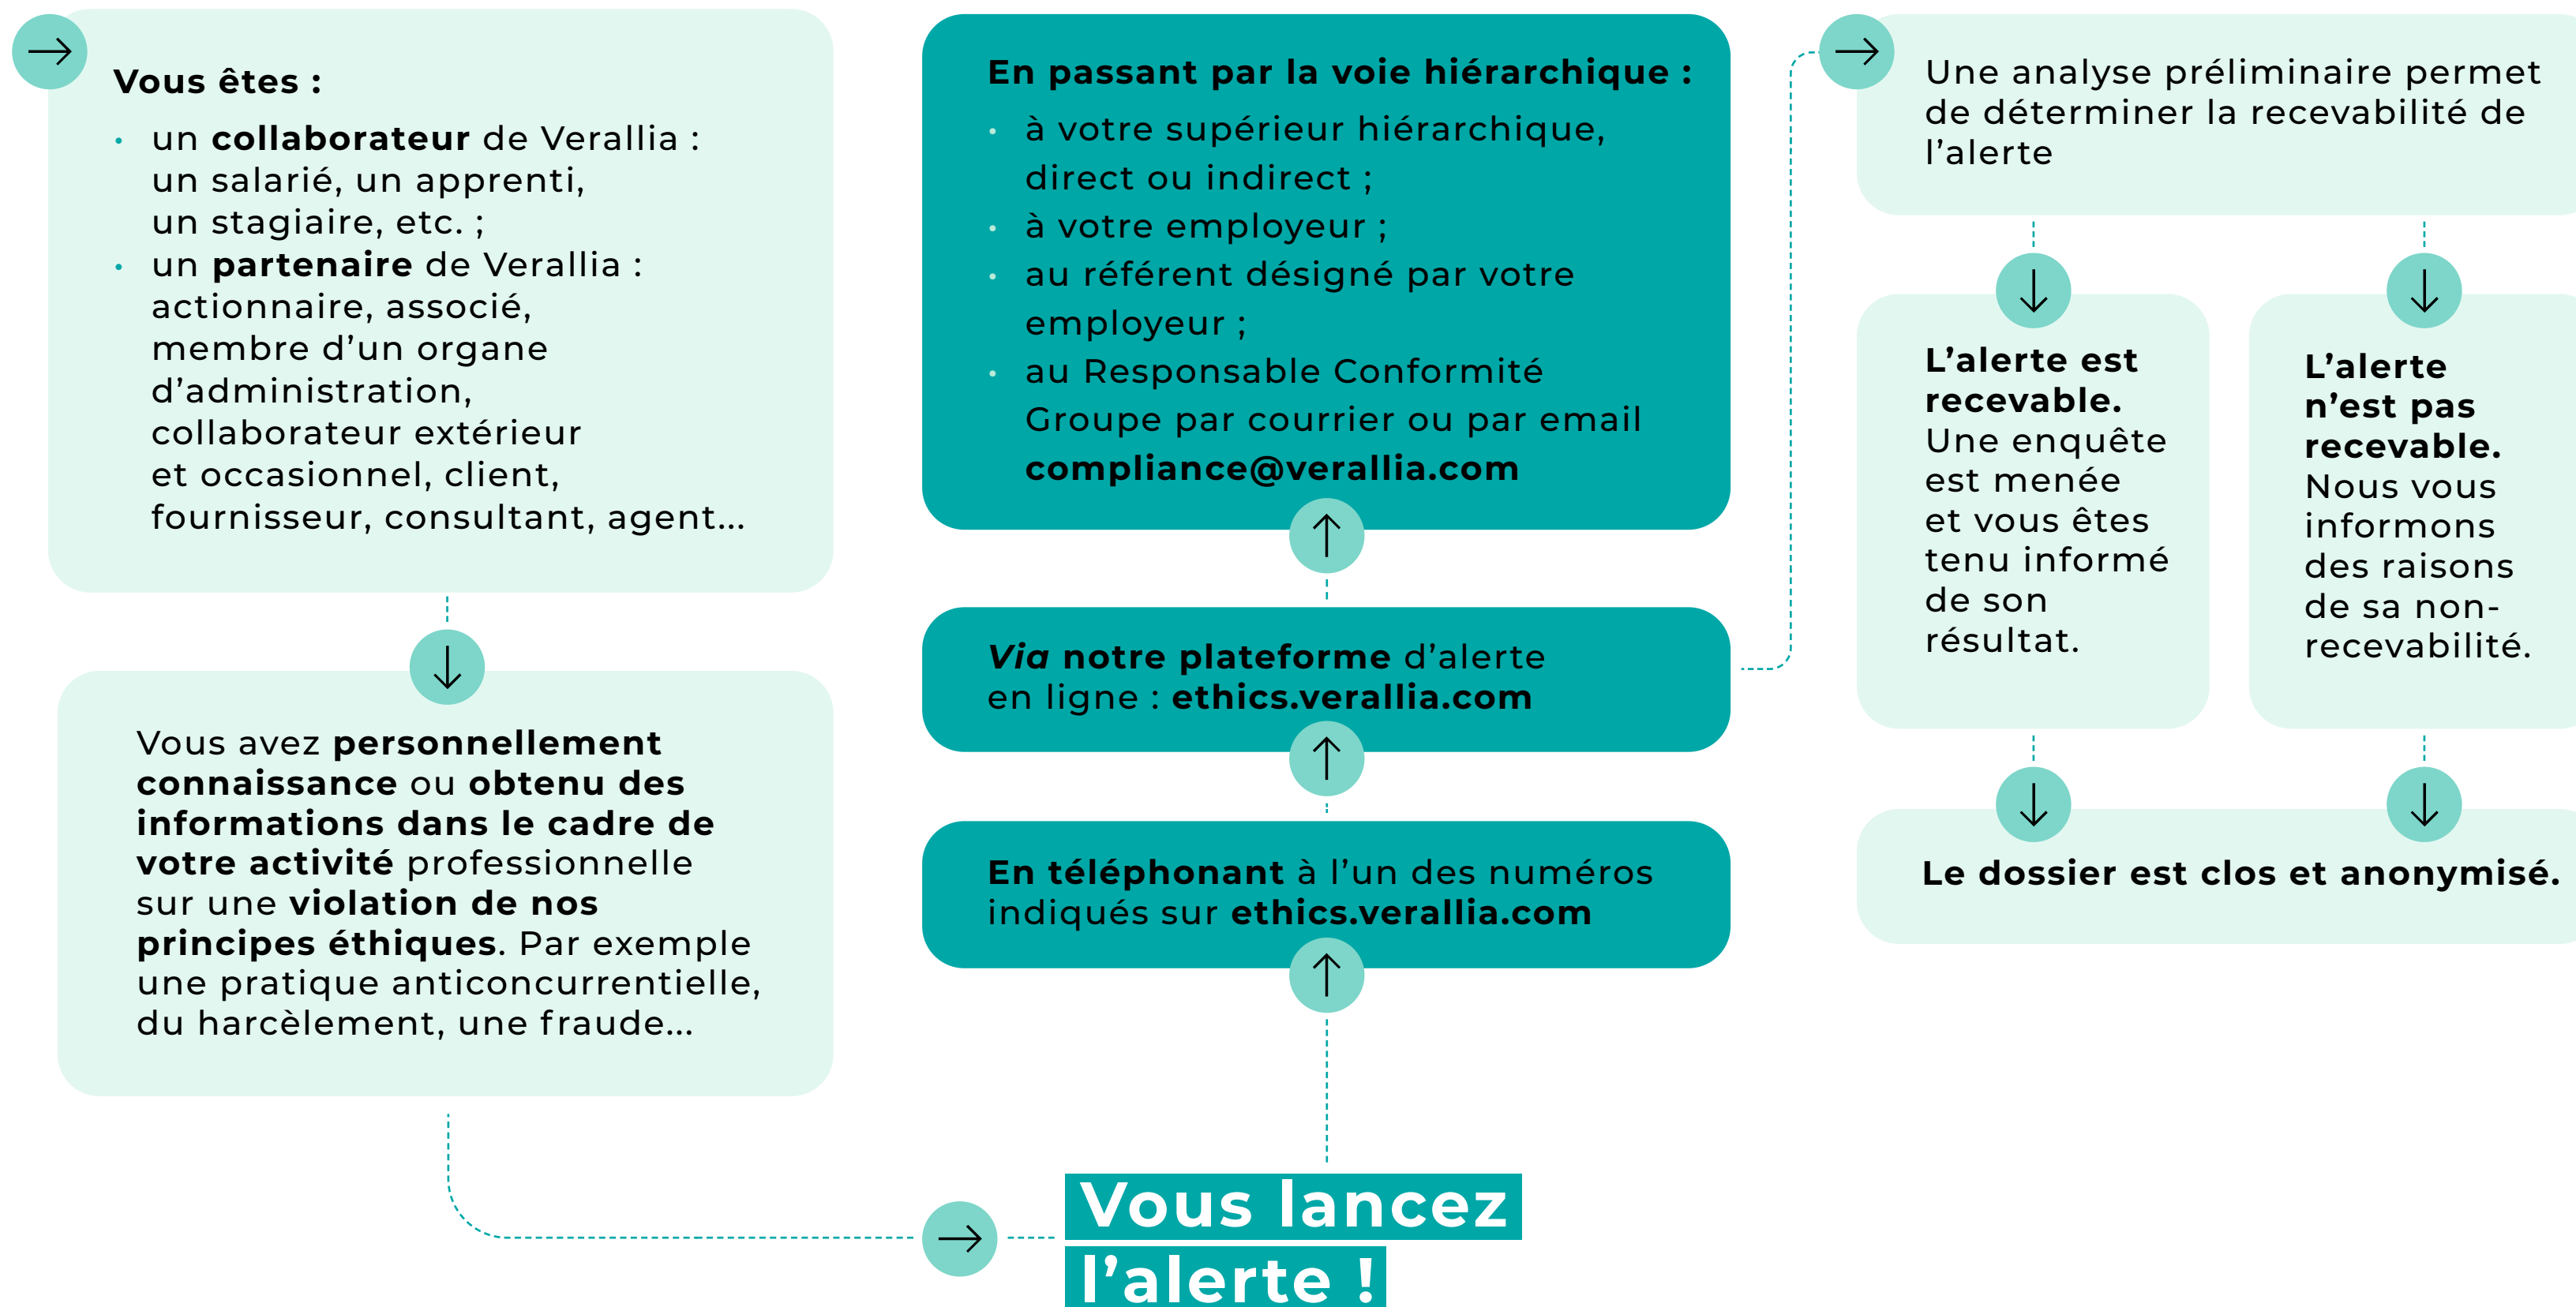 Vous êtes :
• un collaborateur de Verallia :
un salarié, un apprenti,
un stagiaire, etc. ;
• un partenaire de Verallia :
actionnaire, associé,
membre d’un organe
d’administration,
collaborateur extérieur
et occasionnel, client,
fournisseur, consultant, agent...
Vous avez personnellement
connaissance ou obtenu des
informations dans le cadre de
votre activité professionnelle
sur une violation de nos
principes éthiques. Par exemple
une pratique anticoncurrentielle,
du harcèlement, une fraude...
Vous lancez
l’alerte !
En passant par la voie hiérarchique :
• à votre supérieur hiérarchique,
direct ou indirect ;
• à votre employeur ;
• au référent désigné par votre
employeur ;
• au Responsable Conformité
Groupe par courrier ou par email
compliance@verallia.com
Via notre plateforme d’alerte
en ligne : ethics.verallia.com
En téléphonant à l’un des numéros
indiqués sur ethics.verallia.com
Une analyse préliminaire permet
de déterminer la recevabilité de
l’alerte
L’alerte est
recevable.
Une enquête
est menée
et vous êtes
tenu informé
de son
résultat.
L’alerte
n’est pas
recevable.
Nous vous
informons
des raisons
de sa non-
recevabilité.
Le dossier est clos et anonymisé.